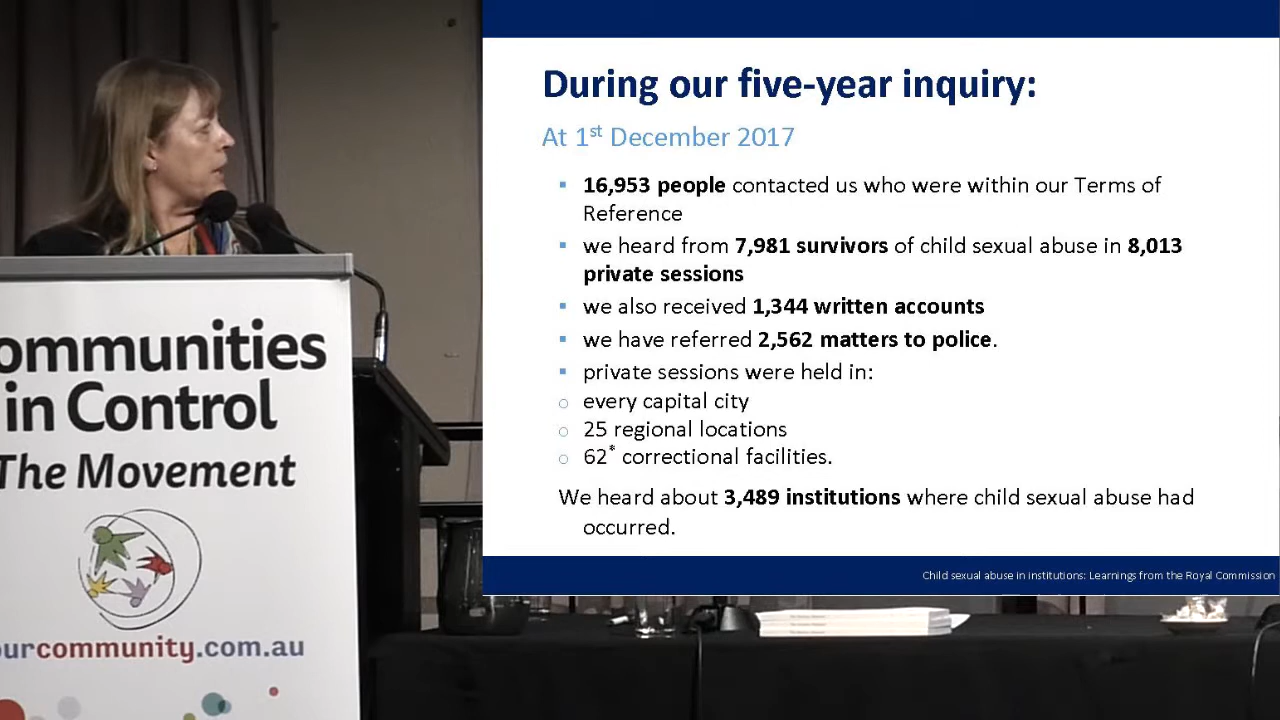 During our five-year inquiry:
At 1st December 2017
▪ 16,953 people contacted us who were within our Terms of
Reference
▪ we heard from 7,981 survivors of child sexual abuse in 8,013
private sessions
▪ we also received 1,344 written accounts
▪ we have referred 2,562 matters to police.
▪ private sessions were held in:
○ every capital city
○ 25 regional locations
○ 62* correctional facilities.
We heard about 3,489 institutions where child sexual abuse had
occurred.
Child sexual abuse in institutions: Learnings from the Royal Commission
ommunities
in Control
The Movement
ourcommunity.com.au